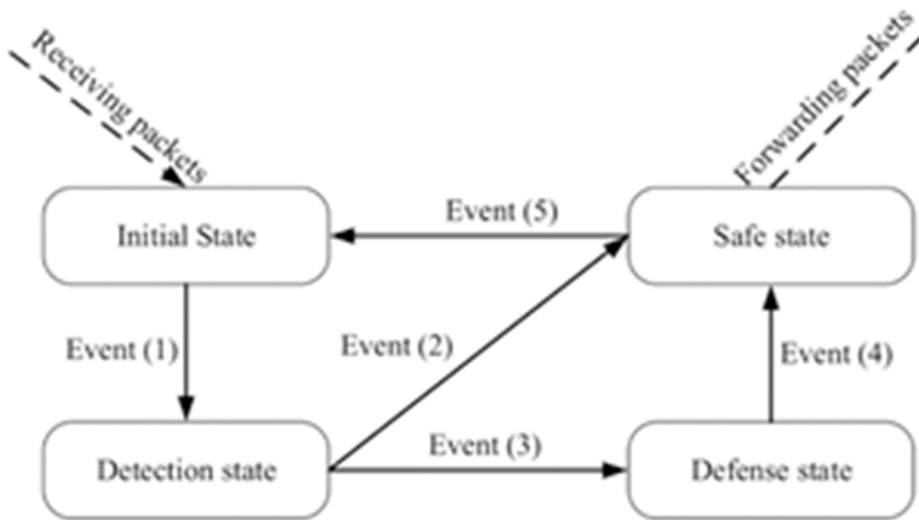 Receiving packets
Forwarding packets
Initial State
Event (5)
Safe state
Event (1)
Event (2)
Event (4)
Detection state
Event (3)
Defense state